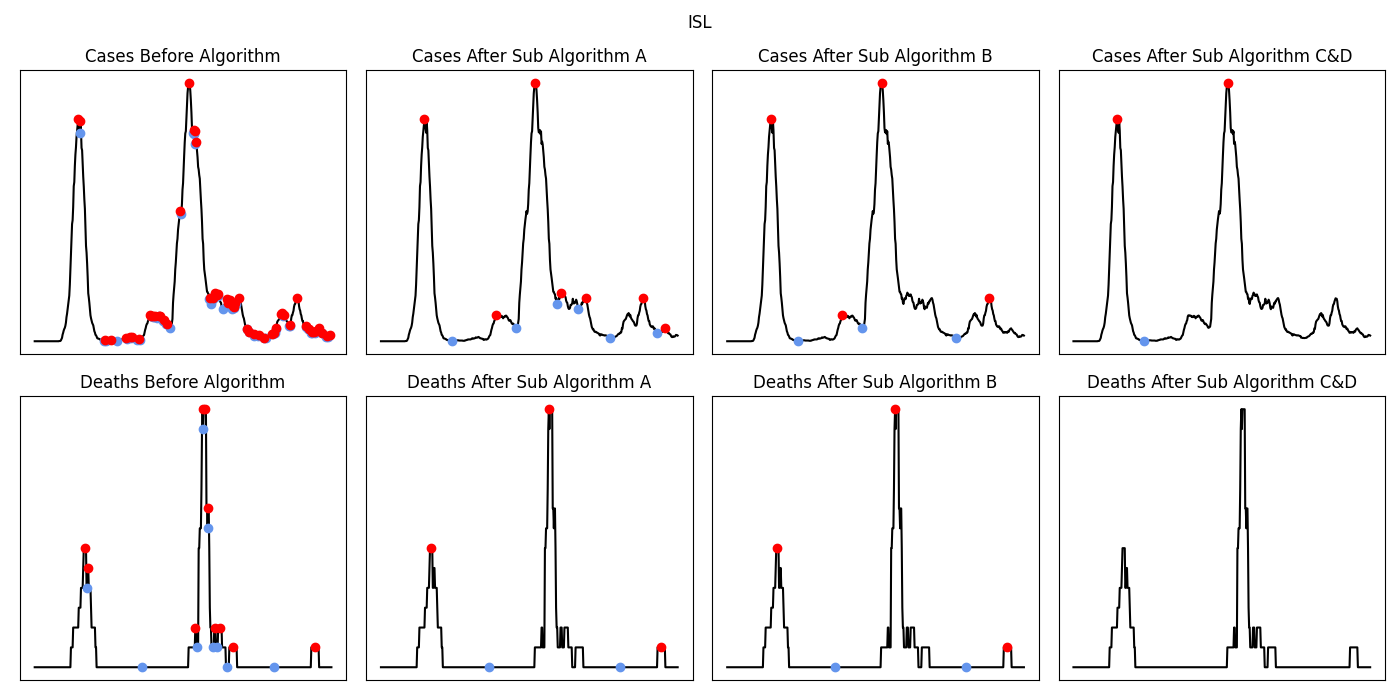 ISL
Cases Before Algorithm
Cases After Sub Algorithm A
Cases After Sub Algorithm B
Cases After Sub Algorithm C&D
Deaths Before Algorithm
Deaths After Sub Algorithm A
Deaths After Sub Algorithm B
Deaths After Sub Algorithm C&D